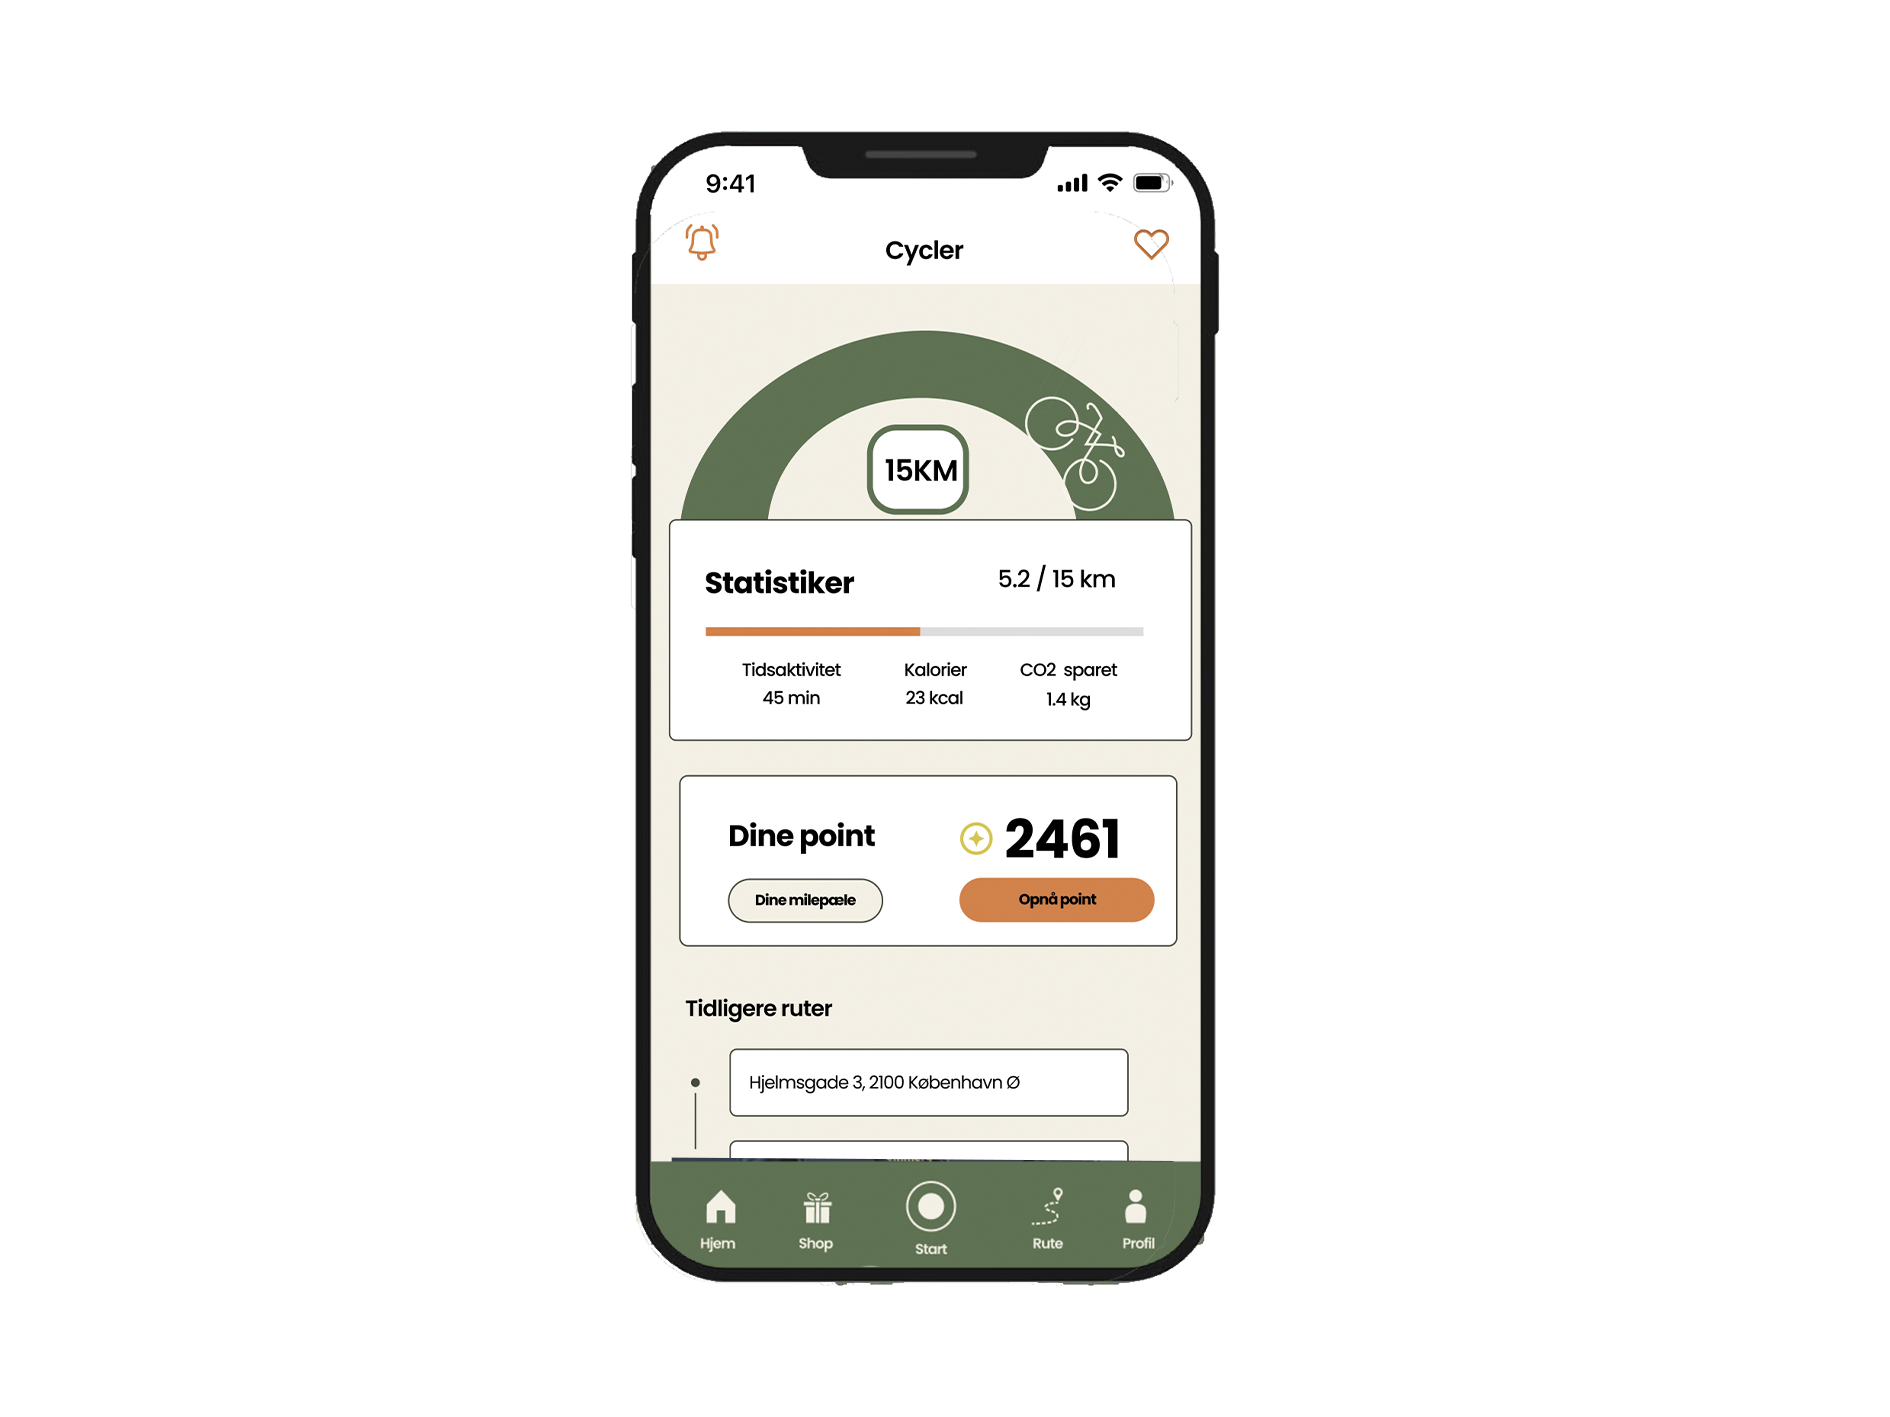 9:41
Cycler
15KM
Statistiker
5.2 / 15 km
Tidsaktivitet
Kalorier
CO2 sparet
45 min
23 kcal
1.4 kg
Dine point
2461
Dine milepæle
Opnå point
Tidligere ruter
Hjelmsgade 3, 2100 København Ø
Hjem
Shop
Start
Rute
Profil